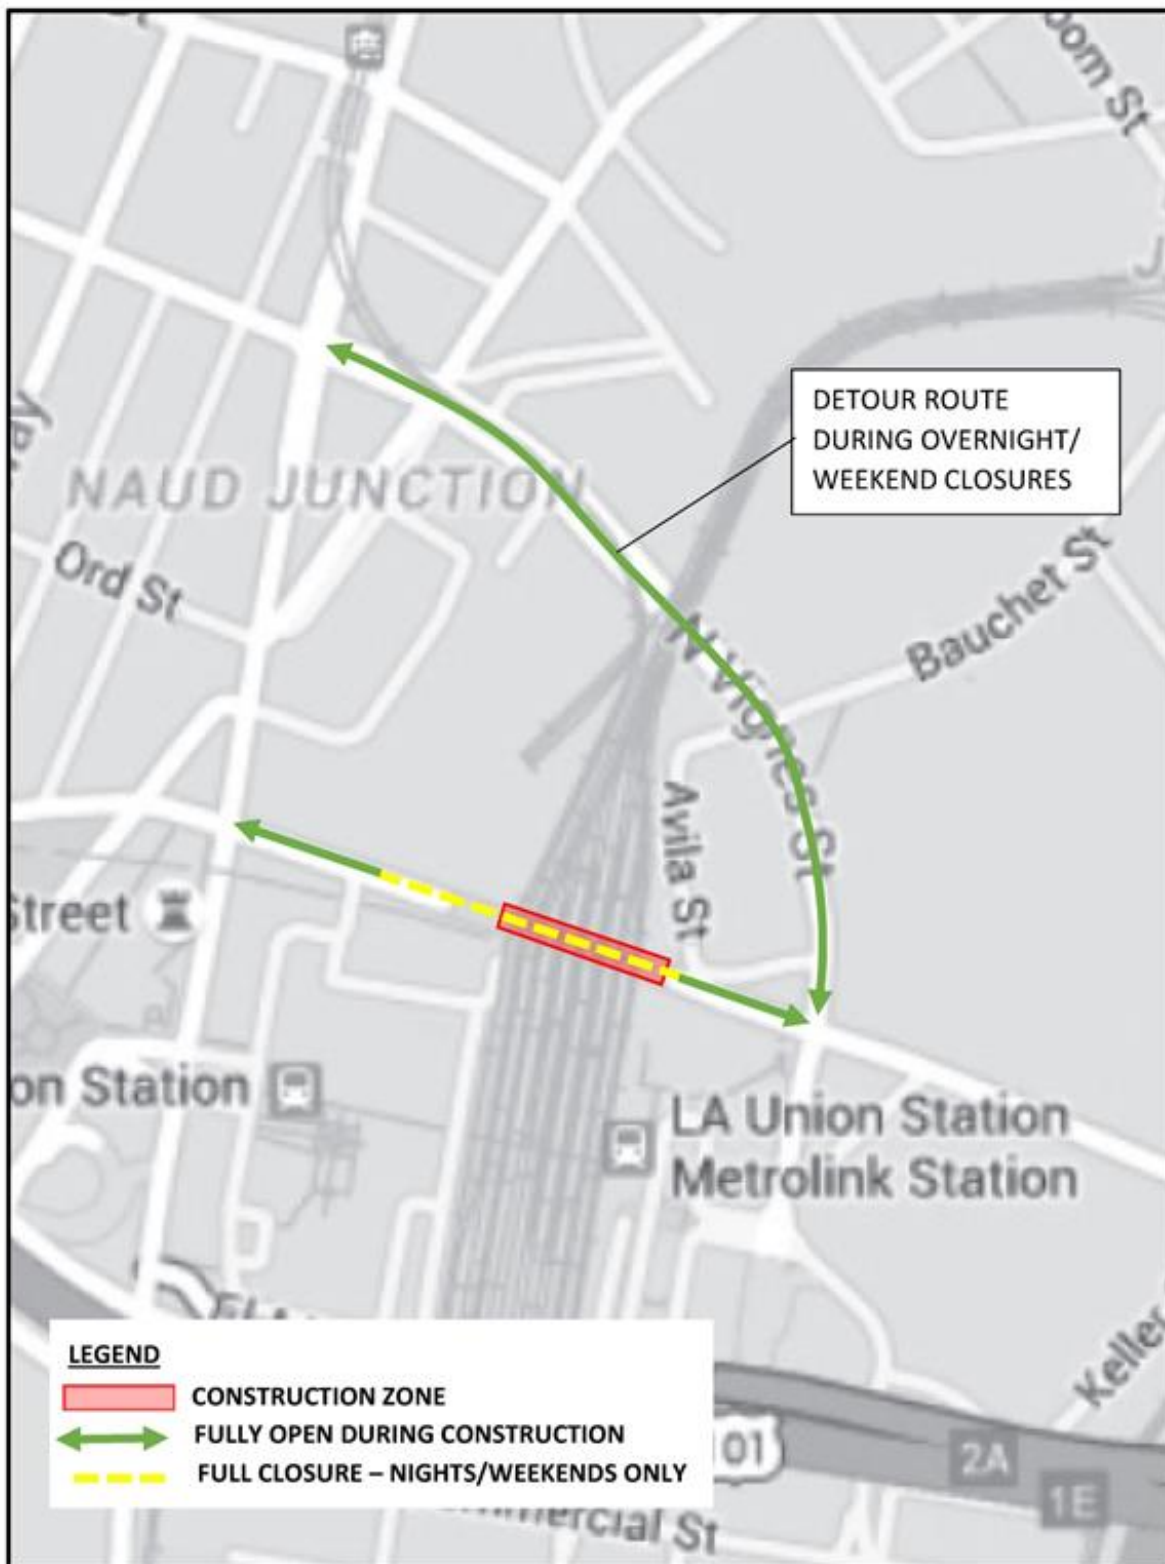 NAUD JUNCTION
Ord St
DETOUR ROUTE
DURING OVERNIGHT/
WEEKEND CLOSURES
Bauchet St
N Vignes St
Avila St
Street
on Station
LA Union Station
Metrolink Station
Keller
LEGEND
CONSTRUCTION ZONE
FULLY OPEN DURING CONSTRUCTION
FULL CLOSURE – NIGHTS/WEEKENDS ONLY
101
2A
1E
St